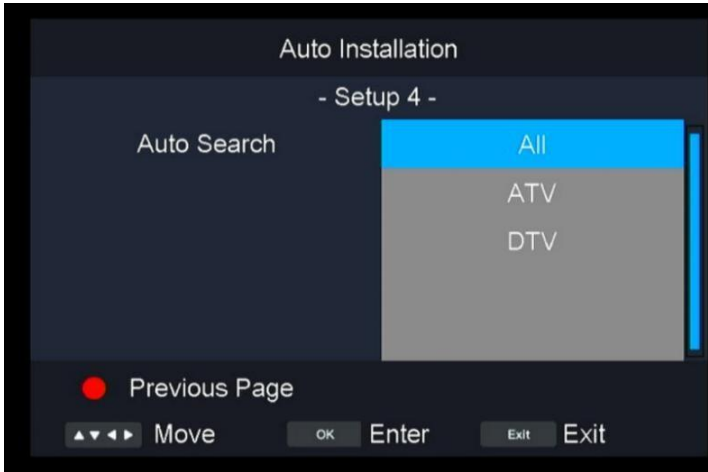 Auto Installation
- Setup 4 -
Auto Search
All
ATV
DTV
Previous Page
Move OK Enter Exit Exit